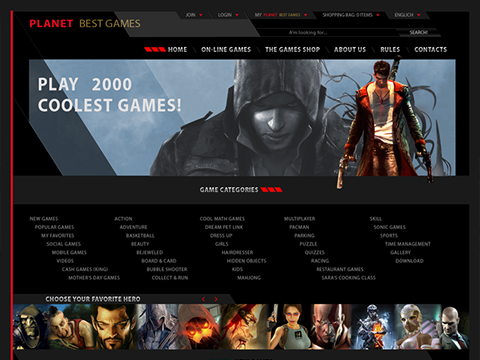 JOIN LOGIN MY PLANET BEST GAMES SHOPPING BAG: 0 ITEMS ENGLICH
PLANET BEST GAMES
A'm looking for... SEARCH!
HOME ON-LINE GAMES THE GAMES SHOP ABOUT US RULES CONTACTS
PLAY 2000
COOLEST GAMES!
GAME CATEGORIES
NEW GAMES ACTION COOL MATH GAMES MULTIPLAYER SKILL
POPULAR GAMES ADVENTURE DREAM PET LINK PACMAN SONIC GAMES
MY FAVORITES BASKETBALL DRESS UP PARKING SPORTS
SOCIAL GAMES BEAUTY GIRLS PUZZLE TIME MANAGEMENT
MOBILE GAMES BEJEWELED HAIRDRESSER QUIZZES GALLERY
VIDEOS BOARD & CARD HIDDEN OBJECTS RACING DOWNLOAD
CASH GAMES (KING) BUBBLE SHOOTER KIDS RESTAURANT GAMES
MOTHER'S DAY GAMES COLLECT & RUN MAHJONG SARA'S COOKING CLASS
CHOOSE YOUR FAVORITE HERO